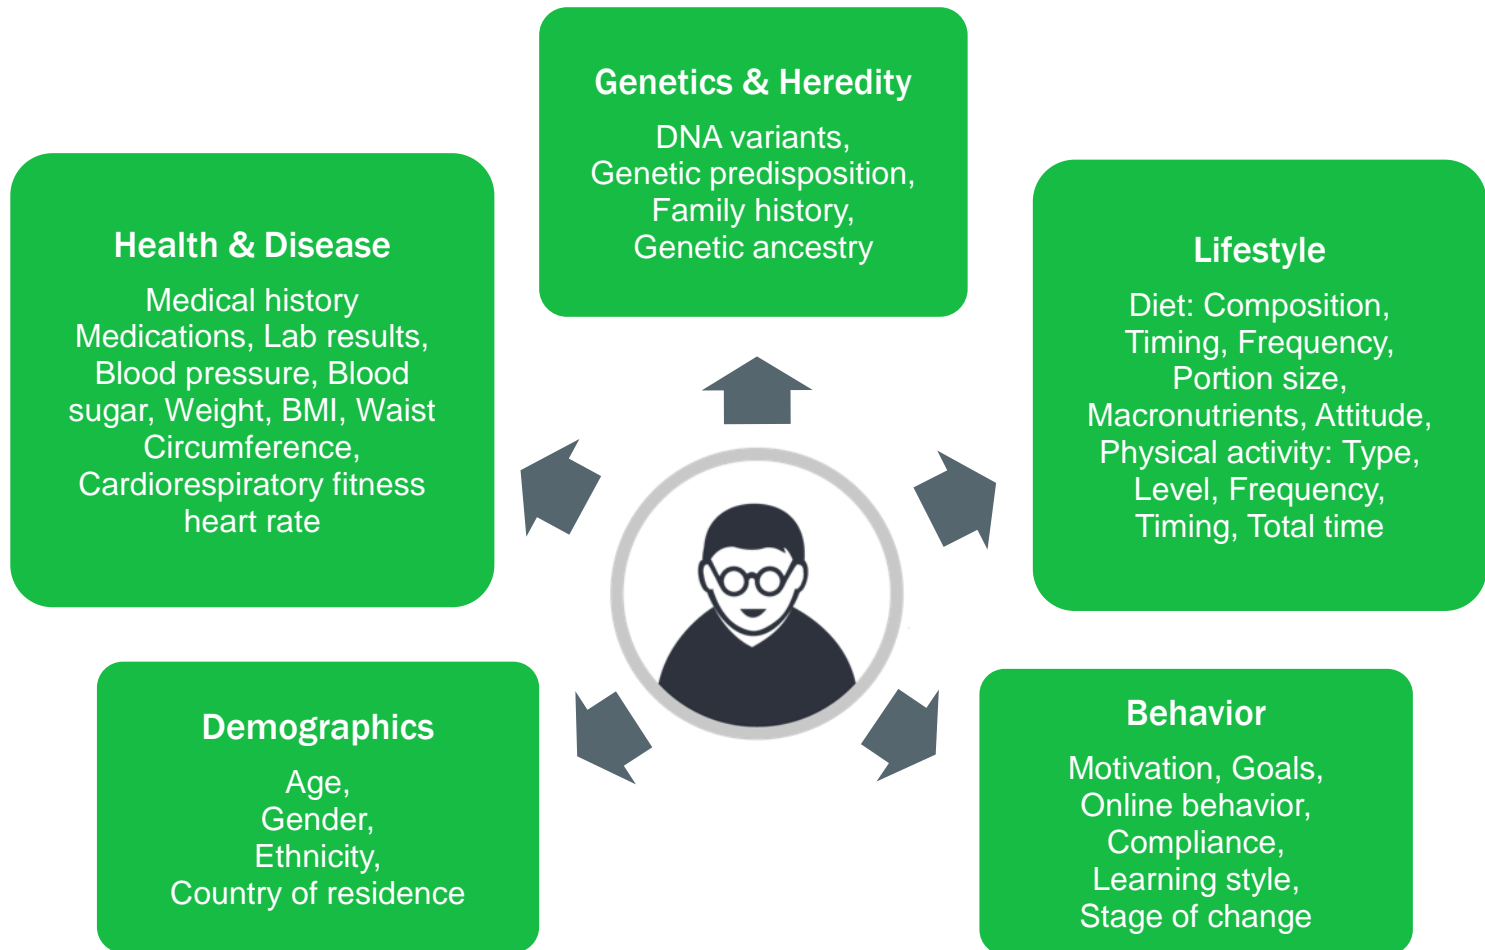 Genetics & Heredity
DNA variants,
Genetic predisposition,
Family history,
Genetic ancestry
Health & Disease
Medical history
Medications, Lab results,
Blood pressure, Blood
sugar, Weight, BMI, Waist
Circumference,
Cardiorespiratory fitness
heart rate
Lifestyle
Diet: Composition,
Timing, Frequency,
Portion size,
Macronutrients, Attitude,
Physical activity: Type,
Level, Frequency,
Timing, Total time
Demographics
Age,
Gender,
Ethnicity,
Country of residence
Behavior
Motivation, Goals,
Online behavior,
Compliance,
Learning style,
Stage of change